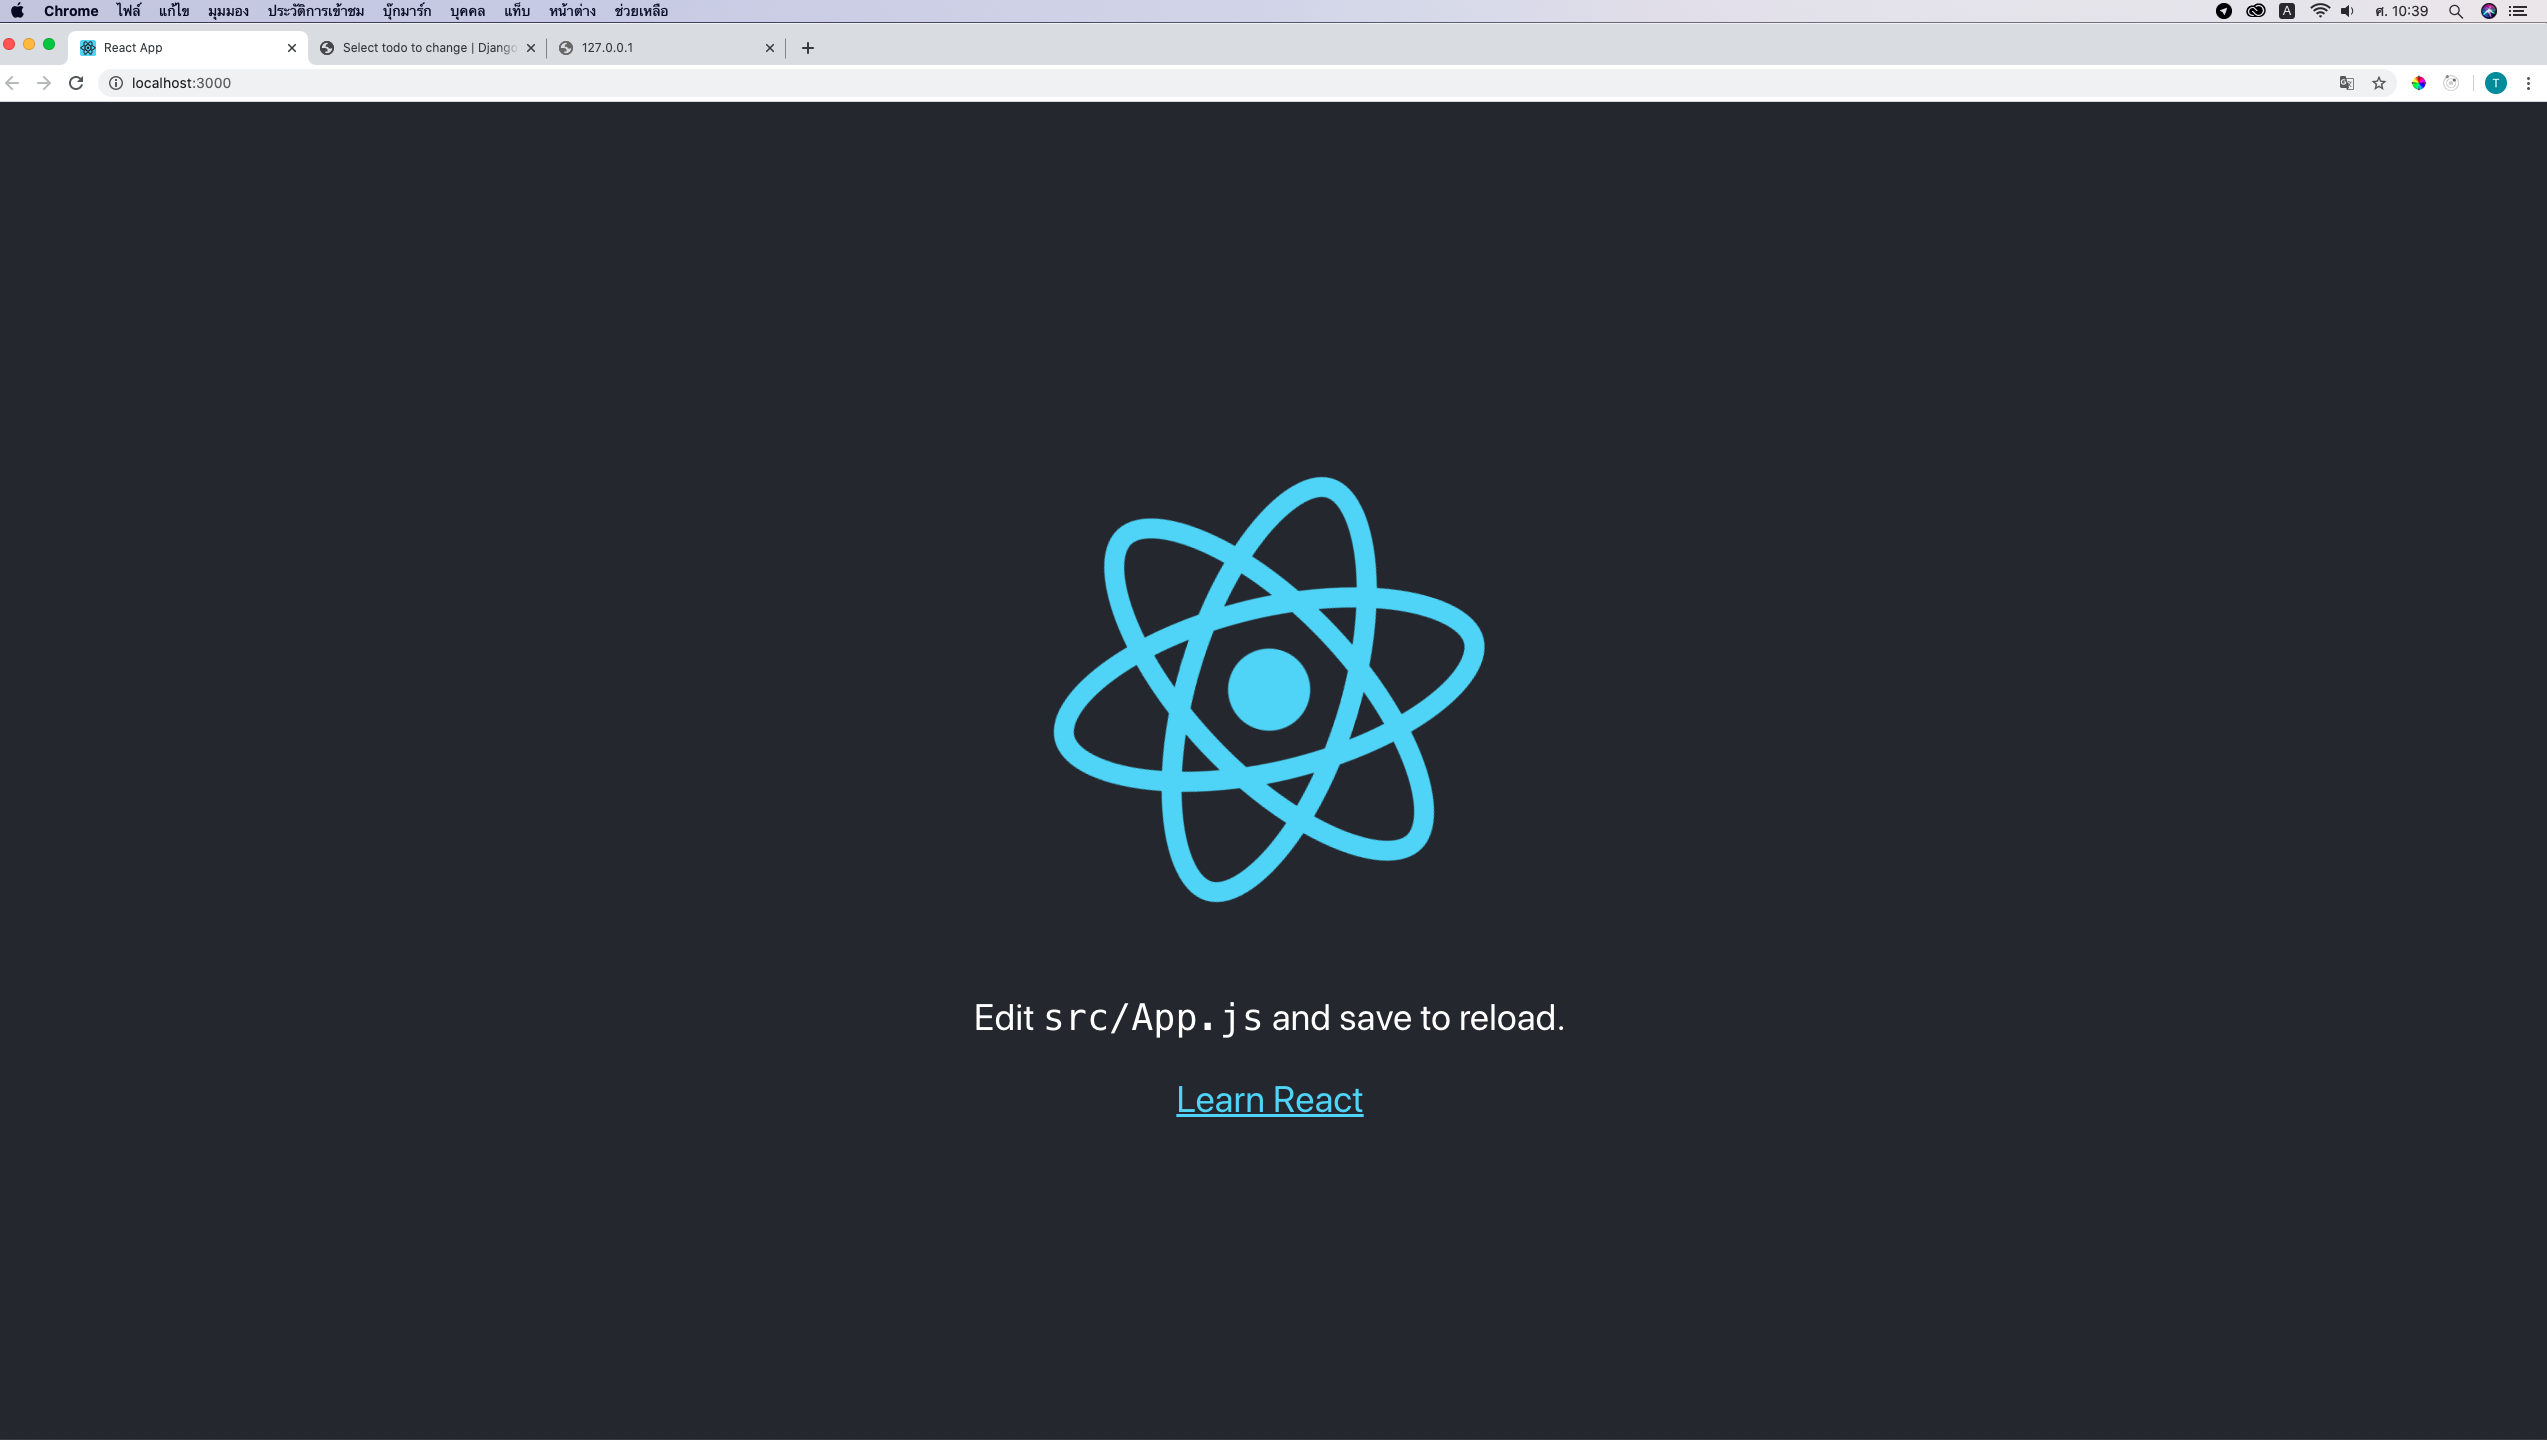 Chrome ไฟล์ แก้ไข มุมมอง ประวัติการเข้าชม บุ๊กมาร์ก บุคคล แท็บ หน้าต่าง ช่วยเหลือ A ศ. 10:39
React App Select todo to change | Django 127.0.0.1
localhost:3000 T
Edit src/App.js and save to reload.
Learn React